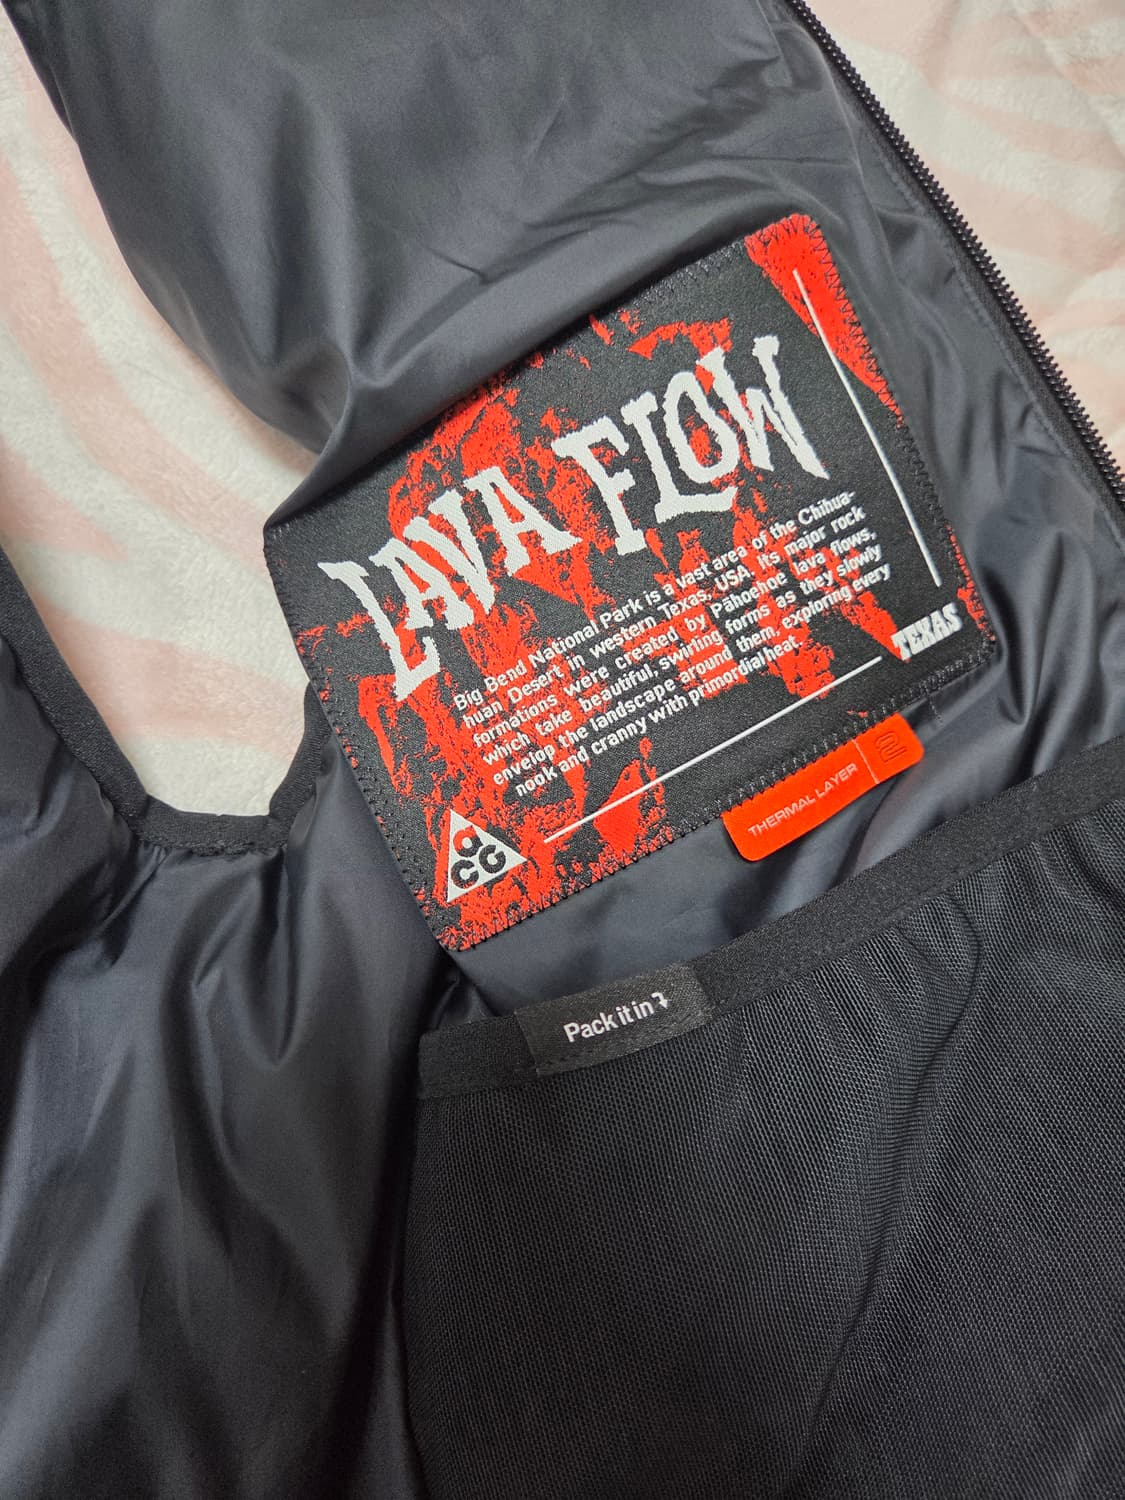 LAVA FLOW
Big Bend National Park is a vast area of the Chihua-
huan Desert in western Texas, USA. Its major rock
formations were created by Pahoehoe lava flows,
which take beautiful, swirling forms as they slowly
envelop the landscape around them, exploring every
nook and cranny with primordial heat.
TEXAS
aCG
THERMAL LAYER 2
Pack it in